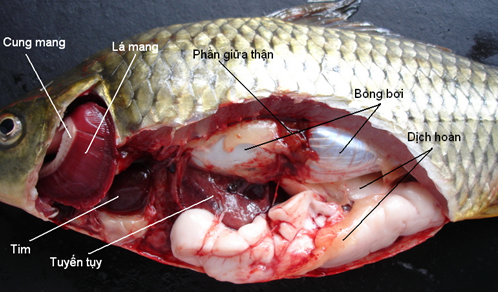 Cung mang
Lá mang
Phần giữa thận
Bóng bơi
Dịch hoàn
Tim
Tuyến tụy